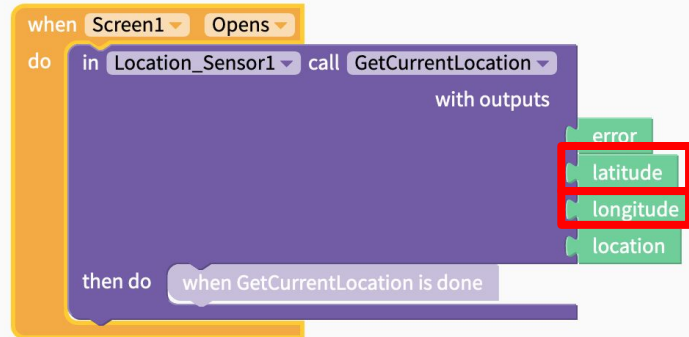 when Screen1 Opens
do in Location_Sensor1 call GetCurrentLocation
with outputs
error
latitude
longitude
location
then do when GetCurrentLocation is done